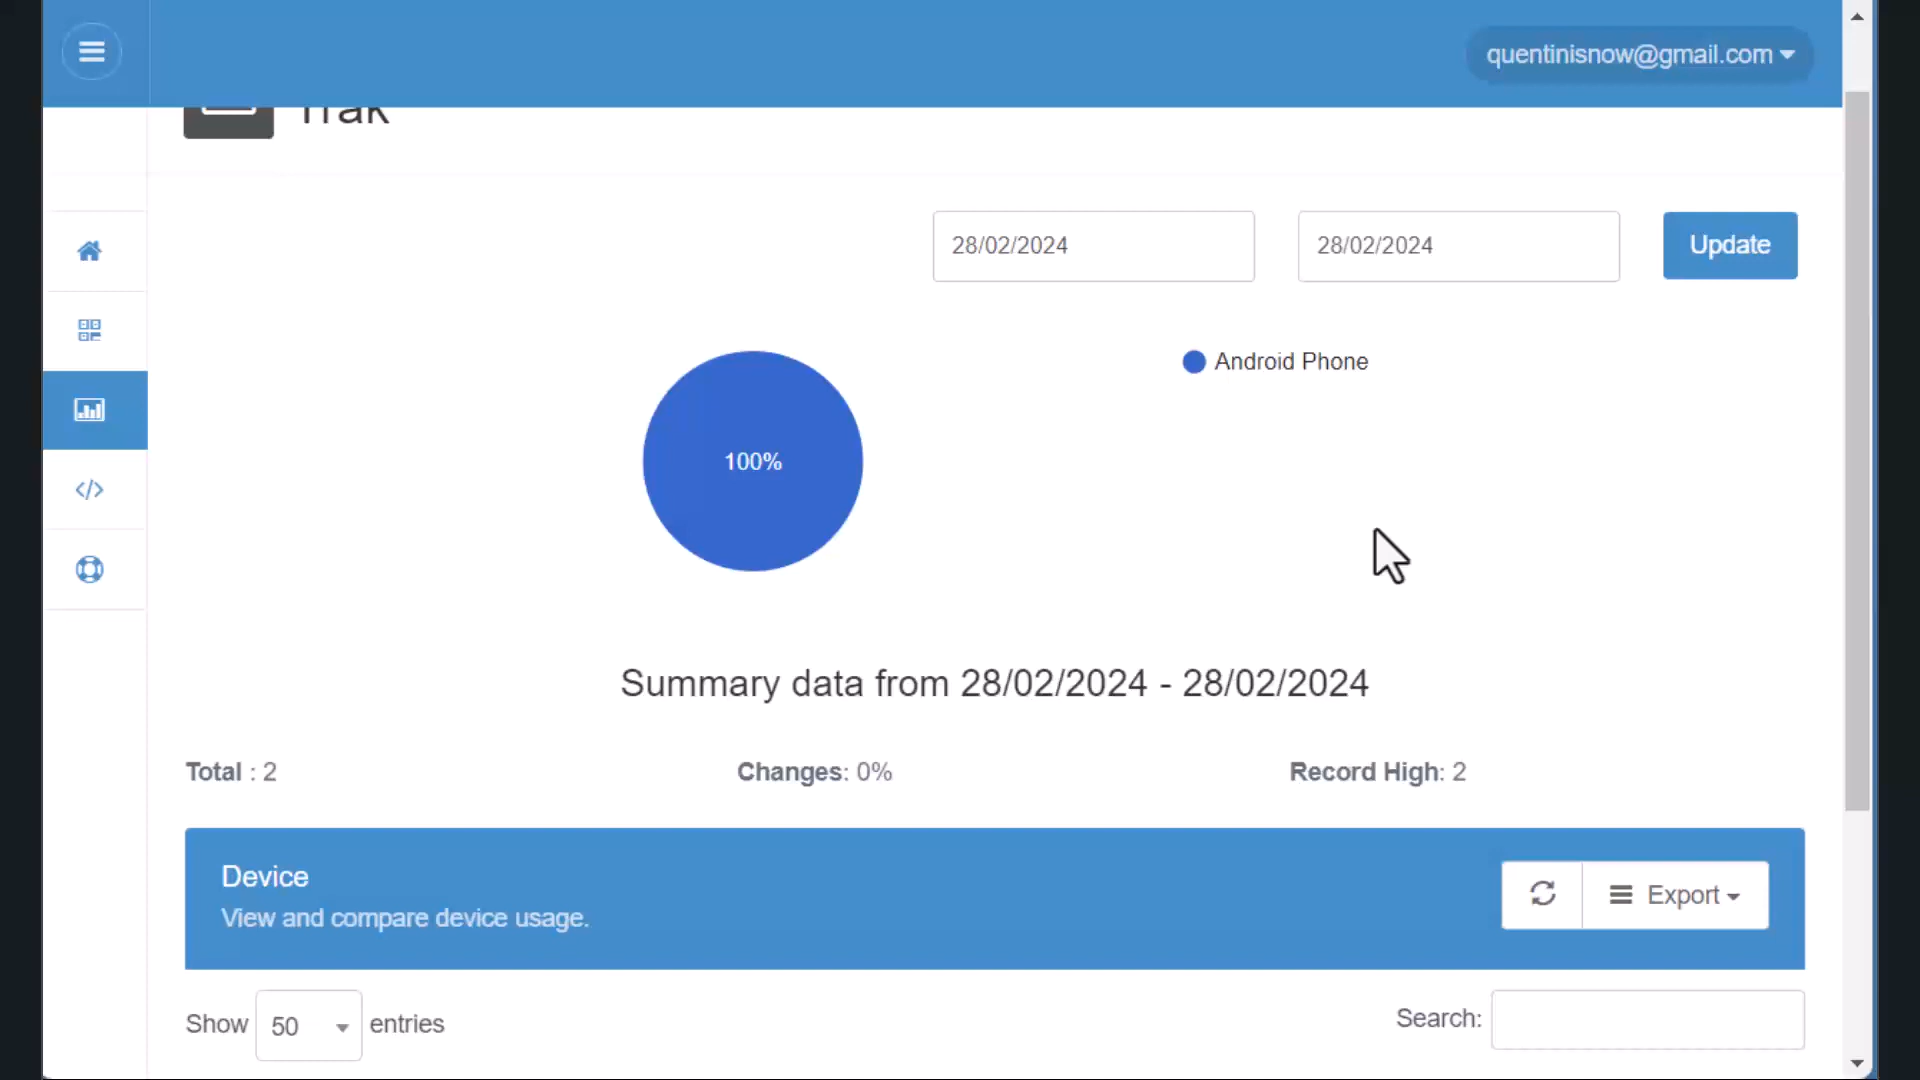 quentinisnow@gmail.com
Trak
28/02/2024
28/02/2024
Update
Android Phone
100%
Summary data from 28/02/2024 - 28/02/2024
Total : 2
Changes: 0%
Record High: 2
Device
View and compare device usage.
Export
Show 50 entries
Search: